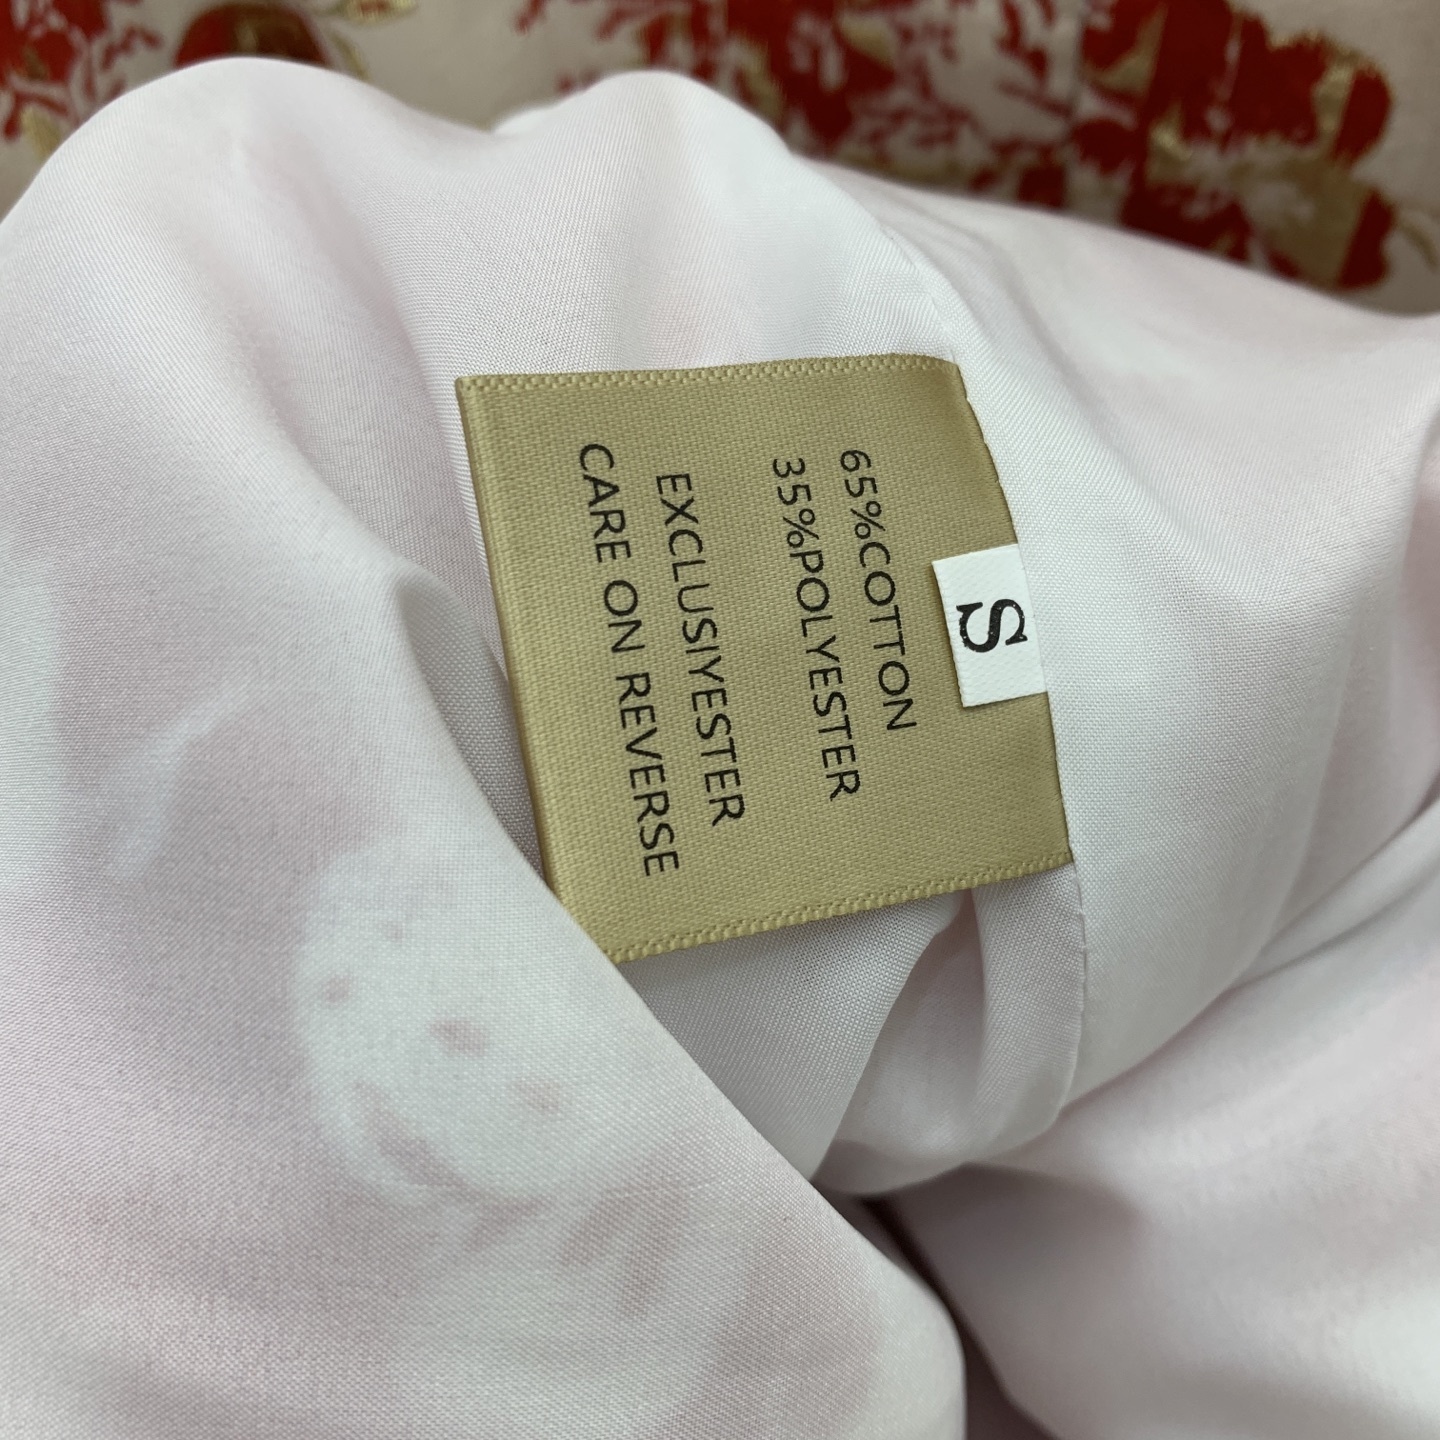 S
65%COTTON
35%POLYESTER
EXCLUSIYESTER
CARE ON REVERSE